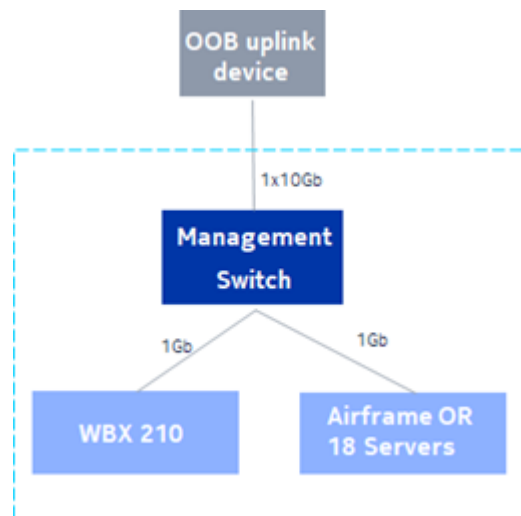 OOB uplink
device
1x10Gb
Management
Switch
1Gb
1Gb
WBX 210
Airframe OR
18 Servers